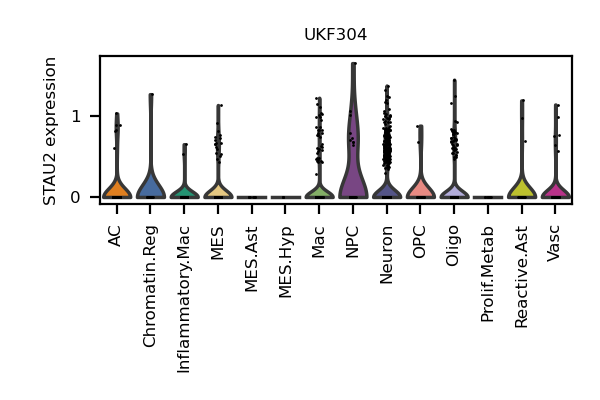 UKF304
STAU2 expression
1
0
AC
Chromatin.Reg
Inflammatory.Mac
MES
MES.Ast
MES.Hyp
Mac
NPC
Neuron
OPC
Oligo
Prolif.Metab
Reactive.Ast
Vasc